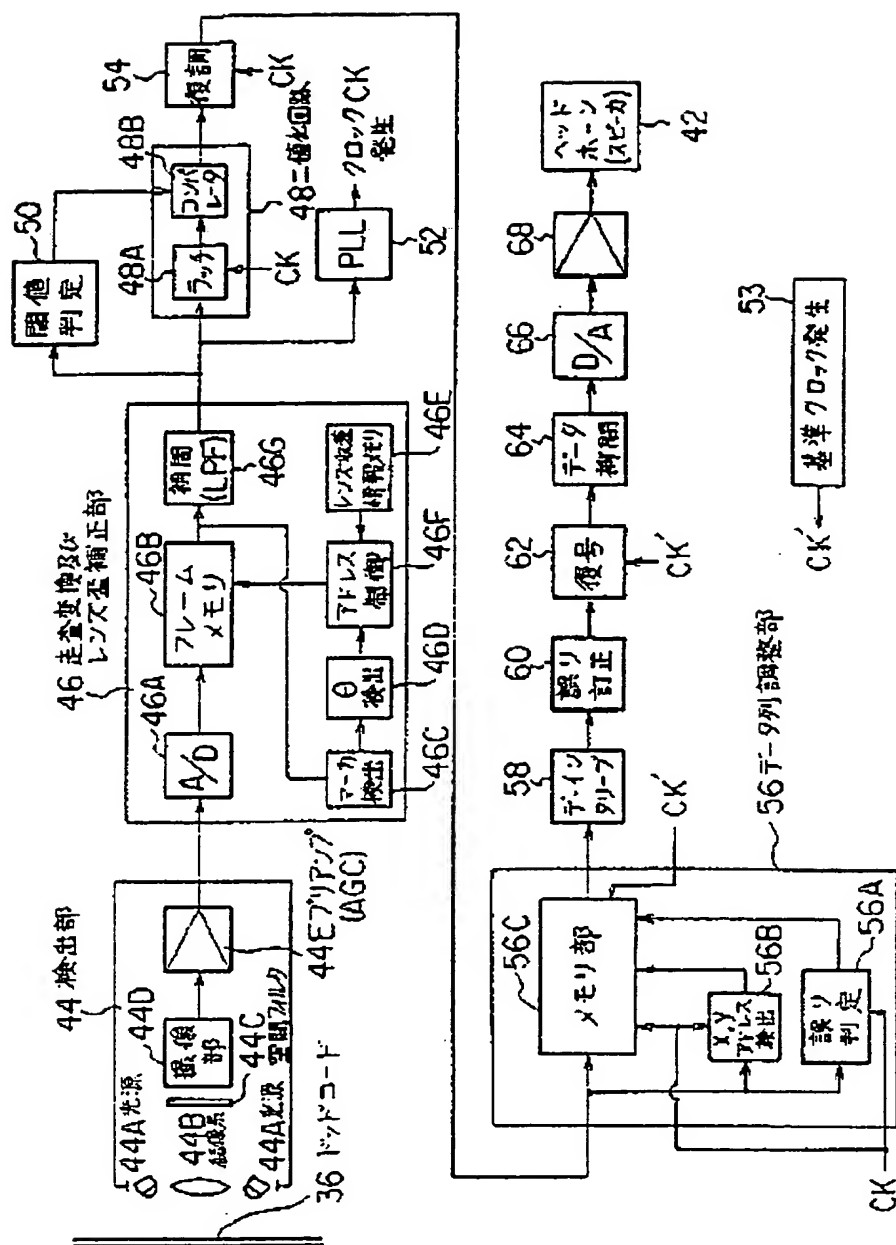 36 ドッドコード
44 検出部
44A 光源
44B 結像系
44A 光源
44C 空間フィルタ
44D
撮像
部
44E プリアンプ
(AGC)
46 走査変換及び
レンズ歪補正部
46A
A/D
46B
フレーム
メモリ
46C
マーカ
検出
46D
θ
検出
46F
アドレス
制御
46E
レンズ収差
情報メモリ
46G
補間
(LPF)
50
閾値
判定
48 二値化回路
48A
ラッチ
CK
48B
コンパ
レータ
PLL
52
クロックCK
発生
54
復調
CK
56 データ列調整部
56C
メモリ部
56B
x,y
アドレス
検出
56A
誤り
判定
CK
CK′
58
デ・イン
タリーブ
60
誤り
訂正
62
復号
CK′
64
データ
補間
66
D/A
68
ヘッド
ホーン
(スピーカ)
42
53
基準クロック発生
CK′